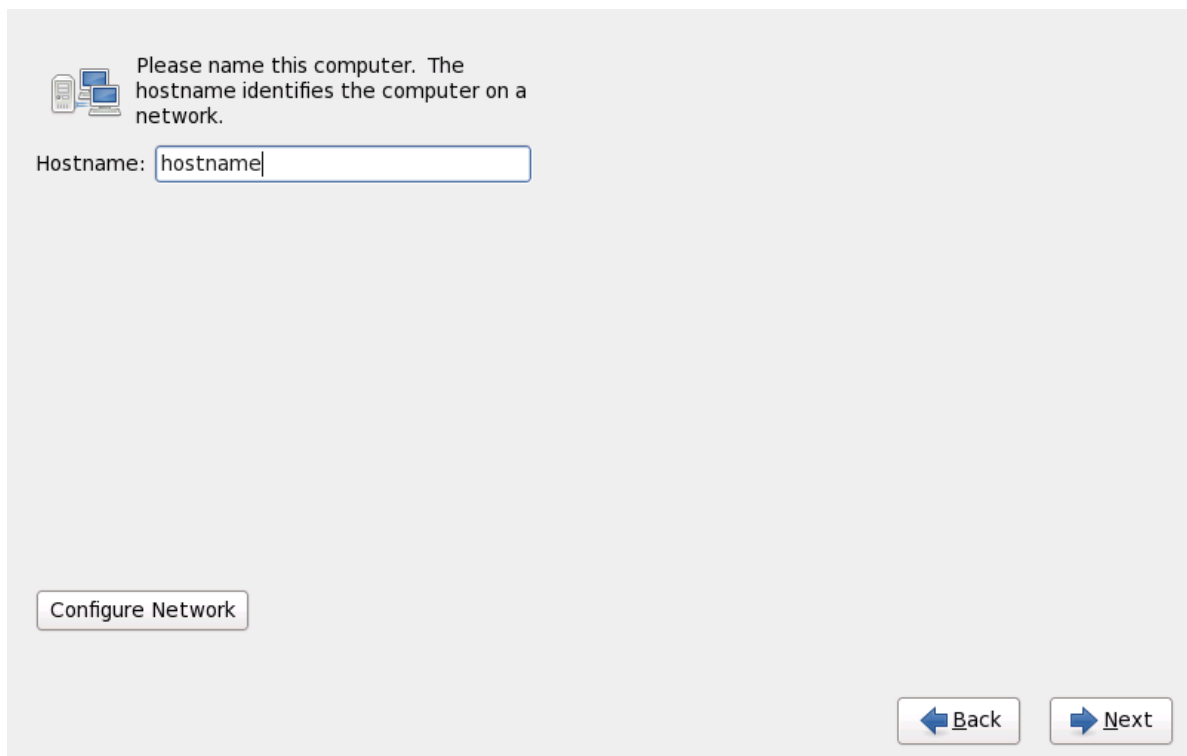 Please name this computer.  The
hostname identifies the computer on a
network.
Hostname: hostname
Configure Network
Back Next